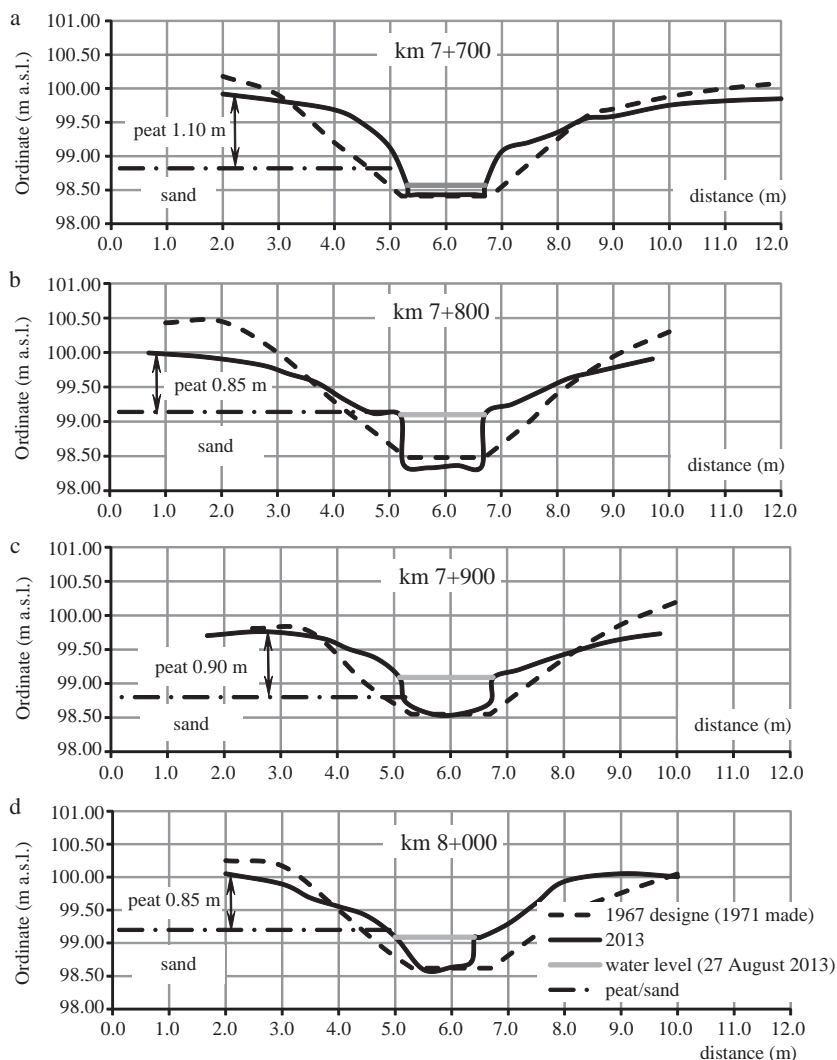 a
101.00
km 7+700
100.50
100.00
99.50
peat 1.10 m
99.00
98.50
sand
distance (m)
98.00
Ordinate (m a.s.l.)
0.0 1.0 2.0 3.0 4.0 5.0 6.0 7.0 8.0 9.0 10.0 11.0 12.0
b
101.00
km 7+800
100.50
100.00
99.50
peat 0.85 m
99.00
98.50
sand
distance (m)
98.00
Ordinate (m a.s.l.)
0.0 1.0 2.0 3.0 4.0 5.0 6.0 7.0 8.0 9.0 10.0 11.0 12.0
c
101.00
km 7+900
100.50
100.00
99.50
peat 0.90 m
99.00
98.50
sand
distance (m)
98.00
Ordinate (m a.s.l.)
0.0 1.0 2.0 3.0 4.0 5.0 6.0 7.0 8.0 9.0 10.0 11.0 12.0
d
101.00
km 8+000
100.50
100.00
99.50
peat 0.85 m
99.00
98.50
sand
98.00
Ordinate (m a.s.l.)
1967 designe (1971 made)
2013
water level (27 August 2013)
peat/sand
0.0 1.0 2.0 3.0 4.0 5.0 6.0 7.0 8.0 9.0 10.0 11.0 12.0
distance (m)